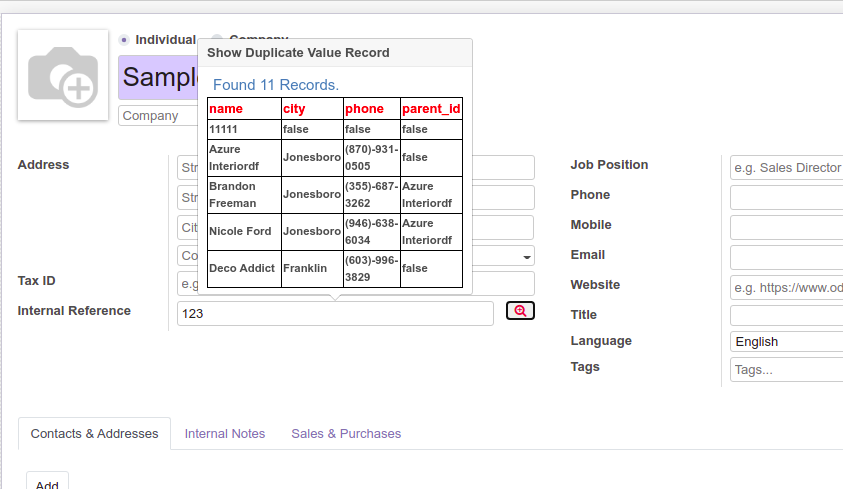 Individual Company
Show Duplicate Value Record
Sampl
Found 11 Records.
Company
name city phone parent_id
11111 false false false
Azure Interiordf Jonesboro (870)-931-0505 false
Brandon Freeman Jonesboro (355)-687-3262 Azure Interiordf
Nicole Ford Jonesboro (946)-638-6034 Azure Interiordf
Deco Addict Franklin (603)-996-3829 false
Address
Str
Str
Cit
Co
Tax ID
e.g
Internal Reference
123
Job Position
e.g. Sales Director
Phone
Mobile
Email
Website
e.g. https://www.od
Title
Language
English
Tags
Tags...
Contacts & Addresses Internal Notes Sales & Purchases
Add